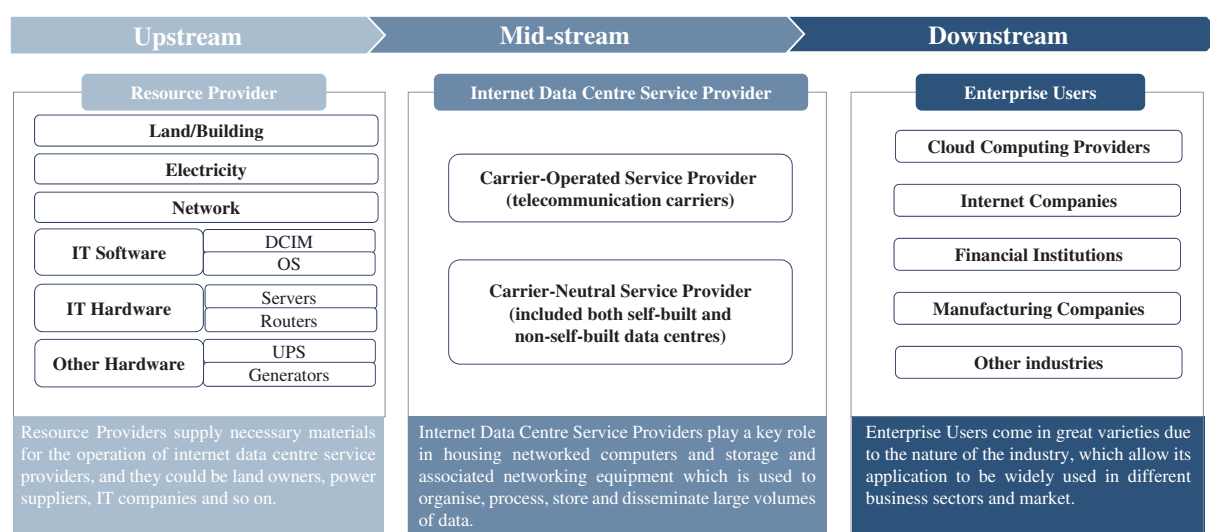 Upstream
Mid-stream
Downstream
Resource Provider
Land/Building
Electricity
Network
IT Software
DCIM
OS
IT Hardware
Servers
Routers
Other Hardware
UPS
Generators
Resource Providers supply necessary materials
for the operation of internet data centre service
providers, and they could be land owners, power
suppliers, IT companies and so on.
Internet Data Centre Service Provider
Carrier-Operated Service Provider
(telecommunication carriers)
Carrier-Neutral Service Provider
(included both self-built and
non-self-built data centres)
Internet Data Centre Service Providers play a key role
in housing networked computers and storage and
associated networking equipment which is used to
organise, process, store and disseminate large volumes
of data.
Enterprise Users
Cloud Computing Providers
Internet Companies
Financial Institutions
Manufacturing Companies
Other industries
Enterprise Users come in great varieties due
to the nature of the industry, which allow its
application to be widely used in different
business sectors and market.